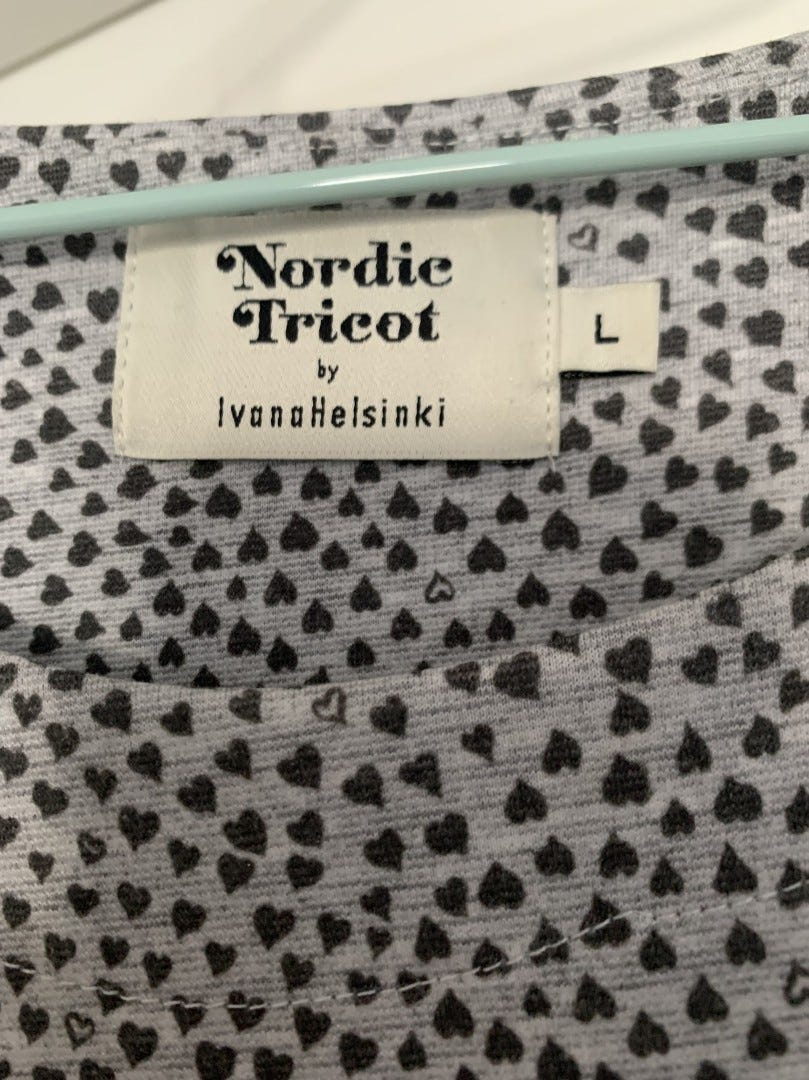 Nordic
Tricot
by
IvanaHelsinki
L